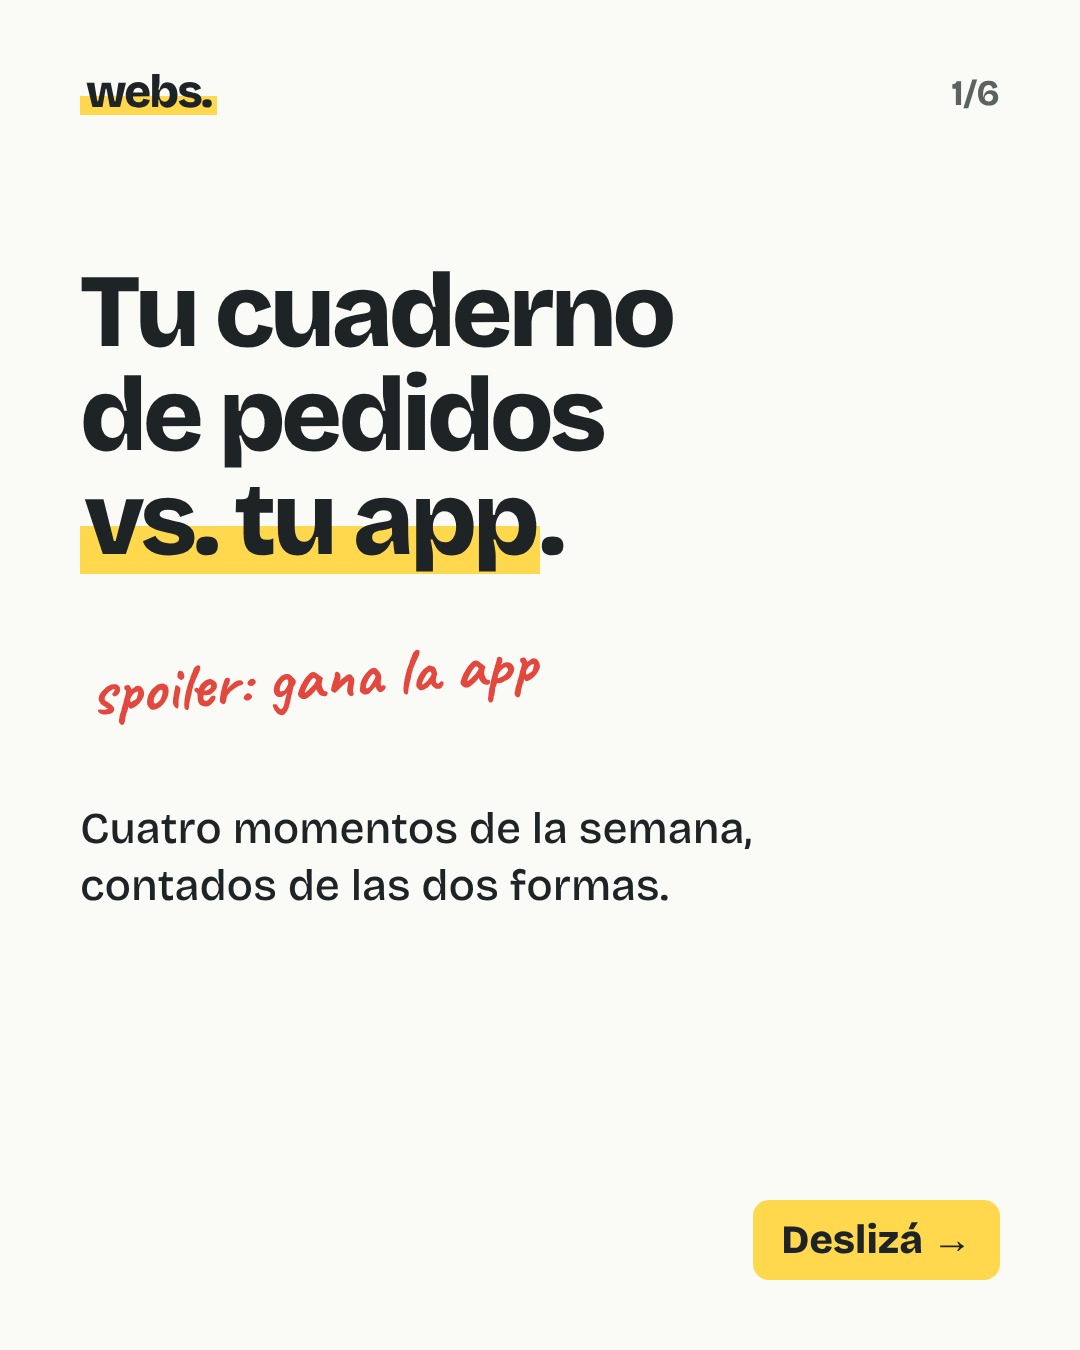 webs.
1/6
Tu cuaderno
de pedidos
vs. tu app.
spoiler: gana la app
Cuatro momentos de la semana,
contados de las dos formas.
Deslizá →